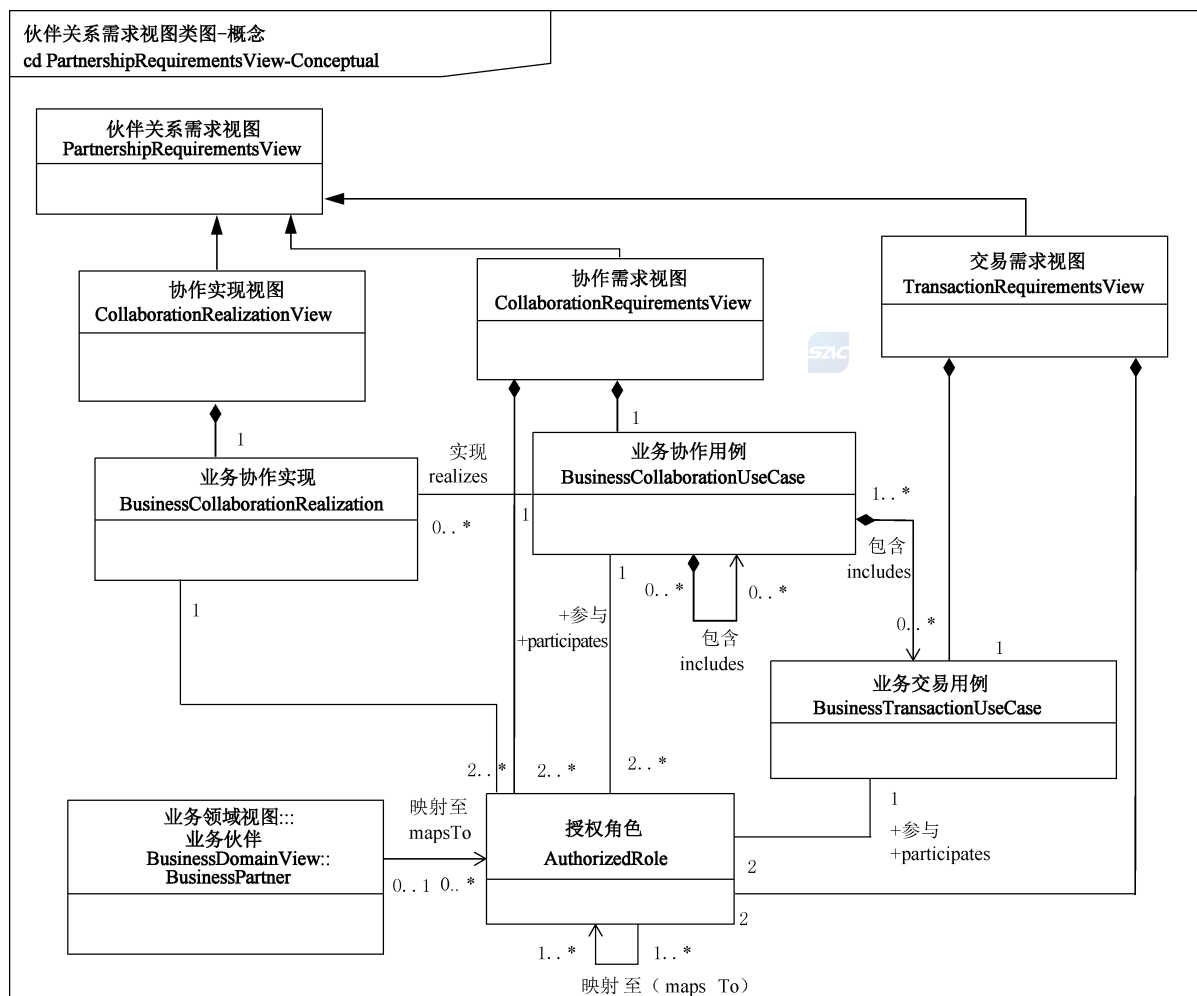 伙伴关系需求视图类图-概念
cd PartnershipRequirementsView-Conceptual
伙伴关系需求视图
PartnershipRequirementsView
协作实现视图
CollaborationRealizationView
协作需求视图
CollaborationRequirementsView
交易需求视图
TransactionRequirementsView
SAC
1
1
业务协作实现
BusinessCollaborationRealization
实现
realizes
0..*
1
业务协作用例
BusinessCollaborationUseCase
1..*
包含
includes
0..*
1
0..*
0..*
包含
includes
1
+参与
+participates
1
业务交易用例
BusinessTransactionUseCase
2..*
2..*
2..*
1
+参与
+participates
业务领域视图:::
业务伙伴
BusinessDomainView::
BusinessPartner
映射至
mapsTo
0..1
0..*
授权角色
AuthorizedRole
2
2
1..*
1..*
映射至（maps To）